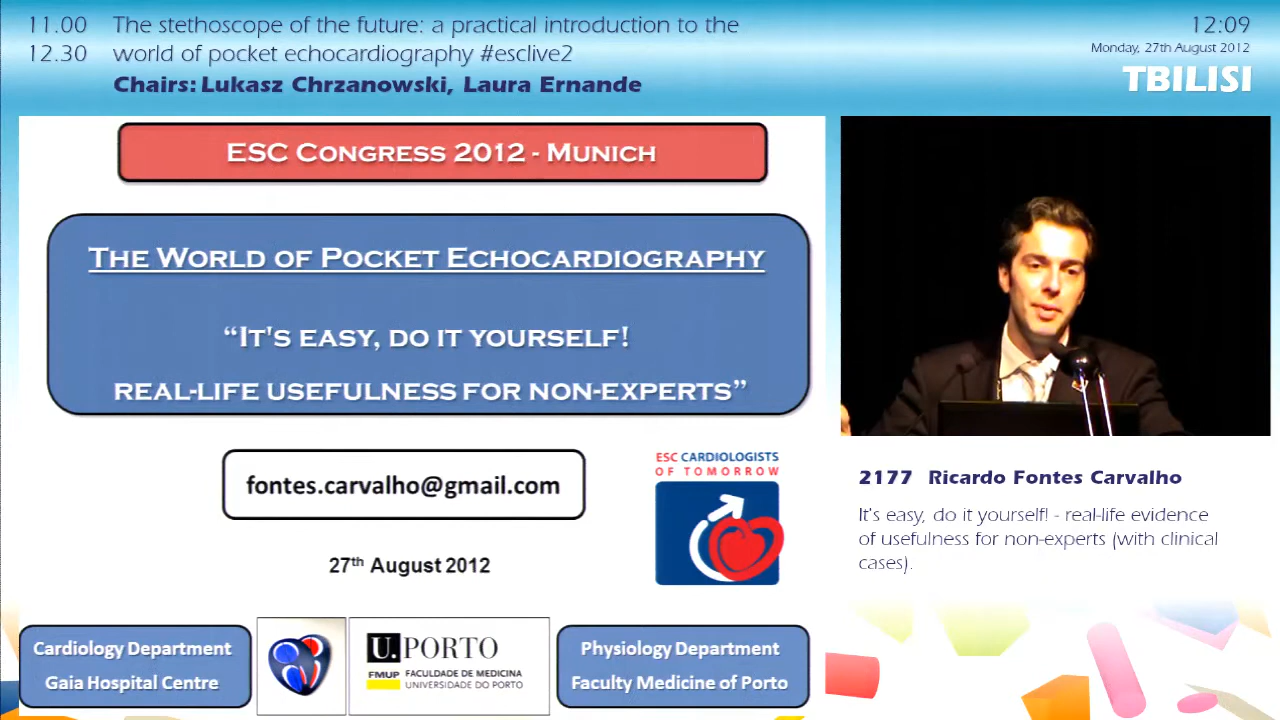 11.00 The stethoscope of the future: a practical introduction to the
12.30 world of pocket echocardiography #esclive2
Chairs: Lukasz Chrzanowski, Laura Ernande
12:09
Monday, 27th August 2012
TBILISI
ESC CONGRESS 2012 - MUNICH
THE WORLD OF POCKET ECHOCARDIOGRAPHY
“IT'S EASY, DO IT YOURSELF!
REAL-LIFE USEFULNESS FOR NON-EXPERTS”
fontes.carvalho@gmail.com
ESC CARDIOLOGISTS
OF TOMORROW
27th August 2012
Cardiology Department
Gaia Hospital Centre
U. PORTO
FMUP FACULDADE DE MEDICINA
UNIVERSIDADE DO PORTO
Physiology Department
Faculty Medicine of Porto
2177 Ricardo Fontes Carvalho
It's easy, do it yourself! - real-life evidence
of usefulness for non-experts (with clinical
cases).